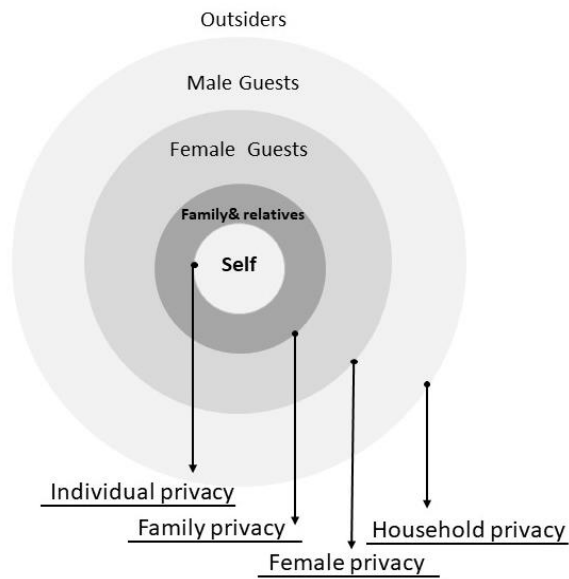 Outsiders
Male Guests
Female Guests
Family& relatives
Self
Individual privacy
Family privacy
Household privacy
Female privacy